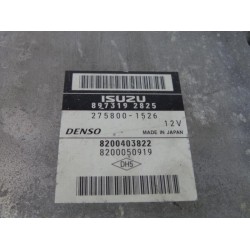 ISUZU
897319 2825
275800-1526
12V
DENSO
MADE IN JAPAN
8200403822
8200050919
DHS